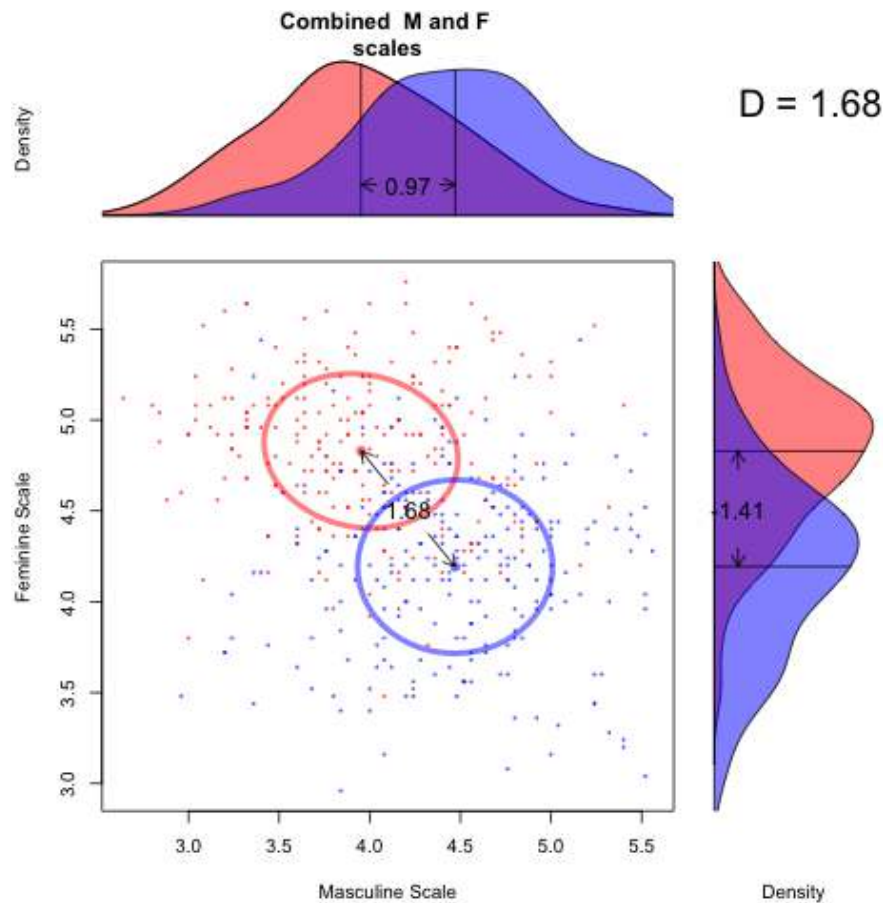 Combined M and F
scales
D = 1.68
Density
0.97
5.5
5.0
4.5
4.0
3.5
3.0
Feminine Scale
1.68
-1.41
3.0 3.5 4.0 4.5 5.0 5.5
Masculine Scale
Density